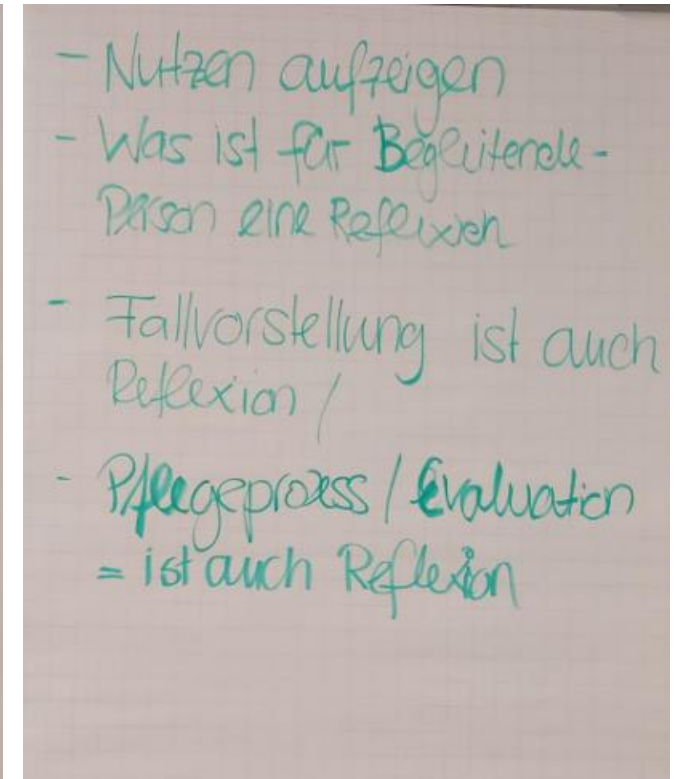 - Nutzen aufzeigen
- Was ist für Begleitende -
Person eine Reflexion
- Fallvorstellung ist auch
Reflexion /
- Pflegeprozess / Evaluation
= ist auch Reflexion